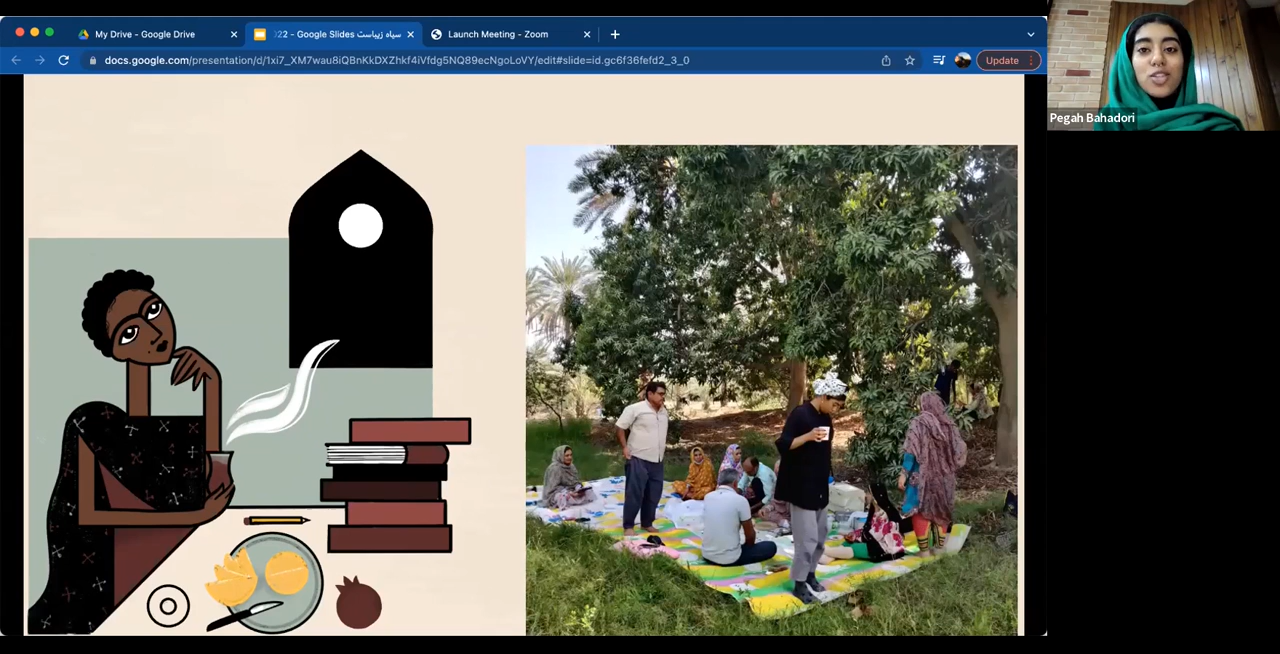 My Drive - Google Drive
022 - Google Slides سیاه زیباست
Launch Meeting - Zoom
docs.google.com/presentation/d/1xi7_XM7wau8iQBnKkDXZhkf4iVfdg5NQ89ecNgoLoVY/edit#slide=id.gc6f36fefd2_3_0
Update
Pegah Bahadori